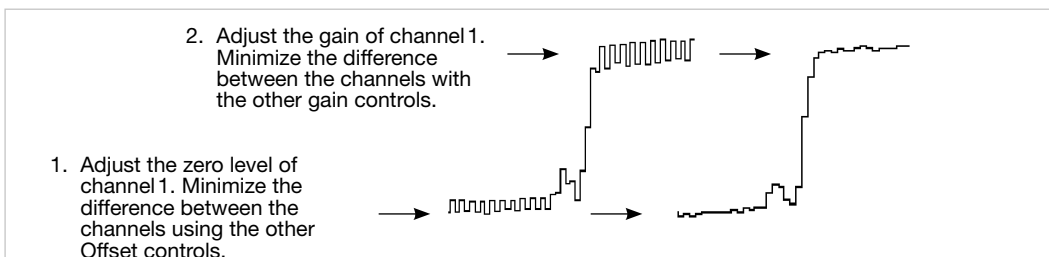 2. Adjust the gain of channel 1.
Minimize the difference
between the channels with
the other gain controls.
1. Adjust the zero level of
channel 1. Minimize the
difference between the
channels using the other
Offset controls.